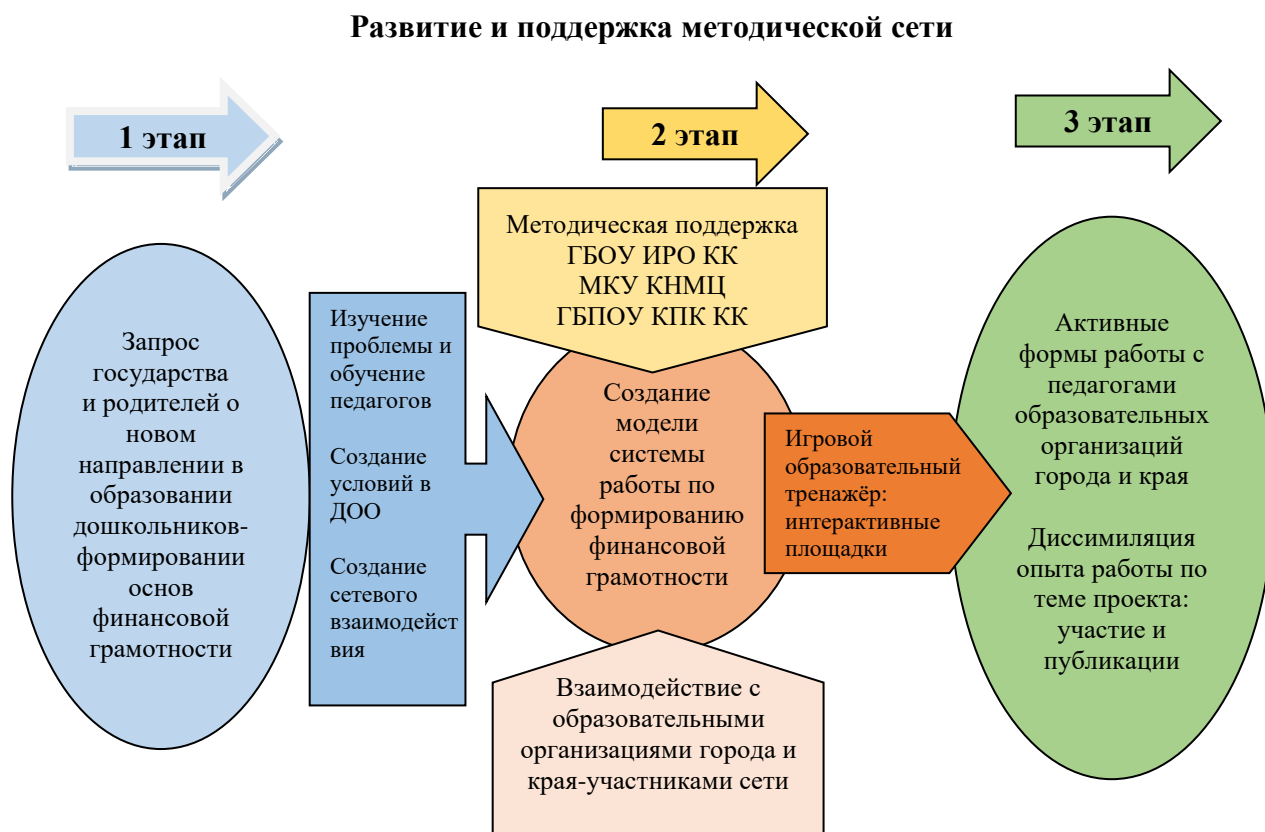 Развитие и поддержка методической сети
1 этап
2 этап
3 этап
Запрос
государства
и родителей о
новом
направлении в
образовании
дошкольников-
формировании
основ
финансовой
грамотности
Изучение
проблемы и
обучение
педагогов
Создание
условий в
ДОО
Создание
сетевого
взаимодейст
вия
Методическая поддержка
ГБОУ ИРО КК
МКУ КНМЦ
ГБПОУ КПК КК
Создание
модели
системы
работы по
формированию
финансовой
грамотности
Взаимодействие с
образовательными
организациями города и
края-участниками сети
Игровой
образовательный
тренажёр:
интерактивные
площадки
Активные
формы работы с
педагогами
образовательных
организаций
города и края
Диссимиляция
опыта работы по
теме проекта:
участие и
публикации